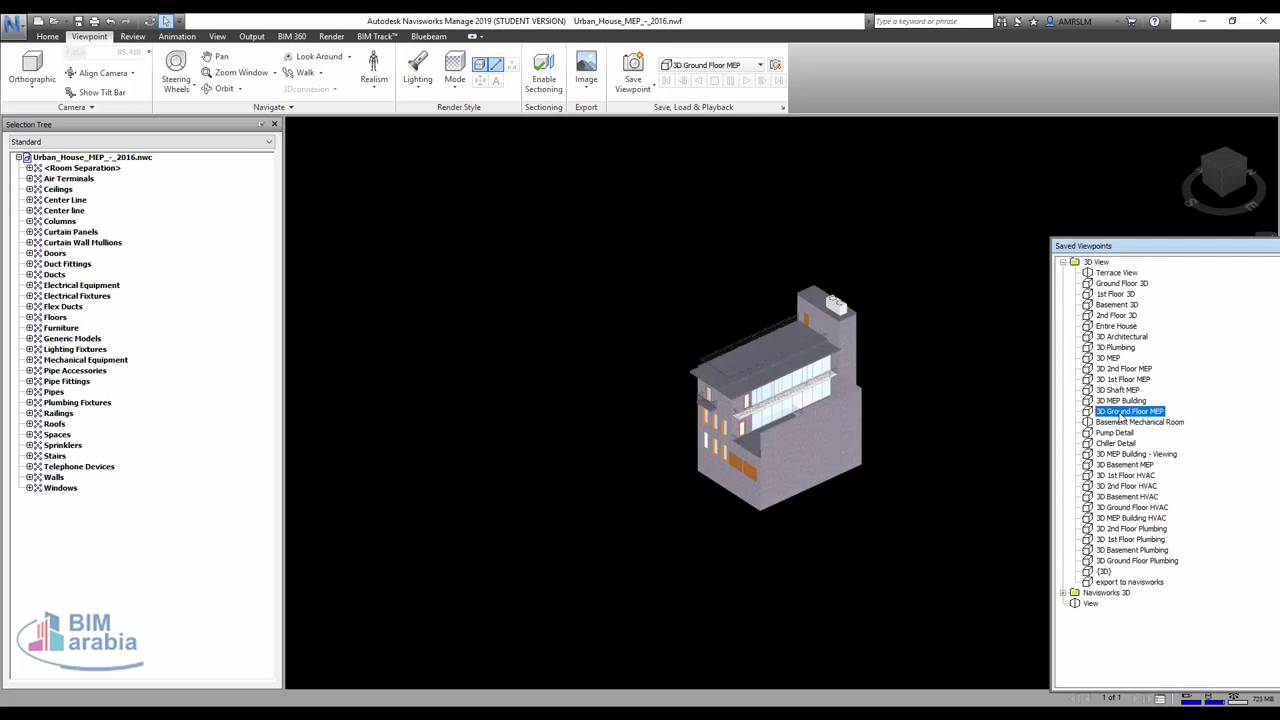 Autodesk Navisworks Manage 2019 (STUDENT VERSION) Urban_House_MEP_-_2016.nwf
Type a keyword or phrase
AMRSLM
Home Viewpoint Review Animation View Output BIM 360 Render BIM Track™ Bluebeam
85.410
Orthographic
Align Camera
Show Tilt Bar
Camera
Steering Wheels
Pan
Zoom Window
Orbit
Look Around
Walk
3Dconnexion
Navigate
Realism
Lighting
Mode
Render Style
Enable Sectioning
Sectioning
Image
Export
Save Viewpoint
3D Ground Floor MEP
Save, Load & Playback
Selection Tree
Standard
Urban_House_MEP_-_2016.nwc
<Room Separation>
Air Terminals
Ceilings
Center Line
Center line
Columns
Curtain Panels
Curtain Wall Mullions
Doors
Duct Fittings
Ducts
Electrical Equipment
Electrical Fixtures
Flex Ducts
Floors
Furniture
Generic Models
Lighting Fixtures
Mechanical Equipment
Pipe Accessories
Pipe Fittings
Pipes
Plumbing Fixtures
Railings
Roofs
Spaces
Sprinklers
Stairs
Telephone Devices
Walls
Windows
BIM
arabia
Saved Viewpoints
3D View
Terrace View
Ground Floor 3D
1st Floor 3D
Basement 3D
2nd Floor 3D
Entire House
3D Architectural
3D Plumbing
3D MEP
3D 2nd Floor MEP
3D 1st Floor MEP
3D Shaft MEP
3D MEP Building
3D Ground Floor MEP
Basement Mechanical Room
Pump Detail
Chiller Detail
3D MEP Building - Viewing
3D Basement MEP
3D 1st Floor HVAC
3D 2nd Floor HVAC
3D Basement HVAC
3D Ground Floor HVAC
3D MEP Building HVAC
3D 2nd Floor Plumbing
3D 1st Floor Plumbing
3D Basement Plumbing
3D Ground Floor Plumbing
{3D}
export to navisworks
Navisworks 3D
View
1 of 1
723 MB